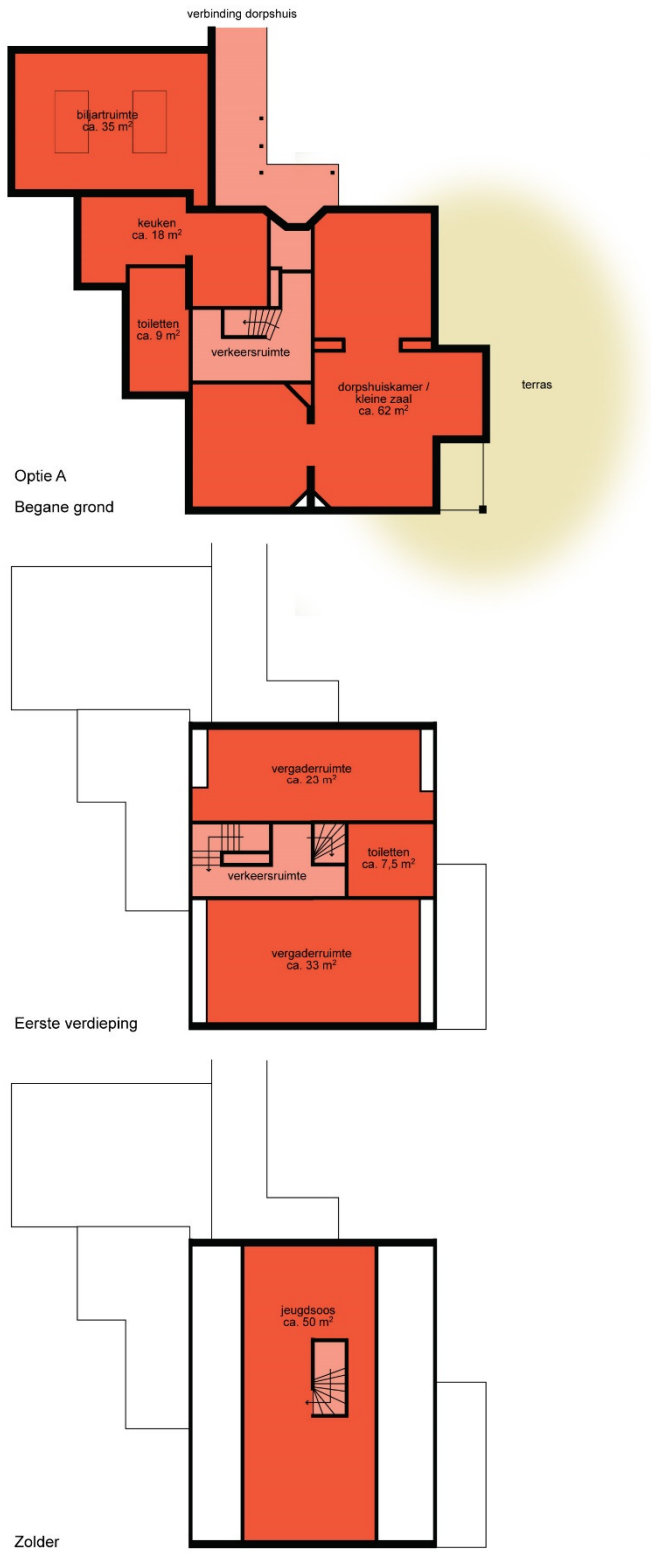 verbinding dorpshuis
biljartruimte
ca. 35 m²
keuken
ca. 18 m²
toiletten
ca. 9 m²
verkeersruimte
dorpshuiskamer /
kleine zaal
ca. 62 m²
terras
Optie A
Begane grond
vergaderruimte
ca. 23 m²
toiletten
ca. 7,5 m²
verkeersruimte
vergaderruimte
ca. 33 m²
Eerste verdieping
jeugdsoos
ca. 50 m²
Zolder